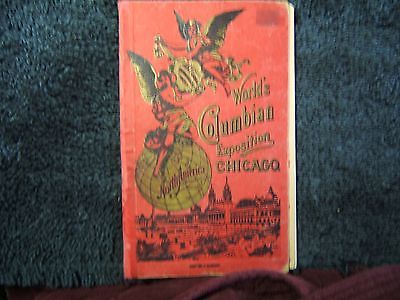 World's
Columbian
Exposition
CHICAGO
North America